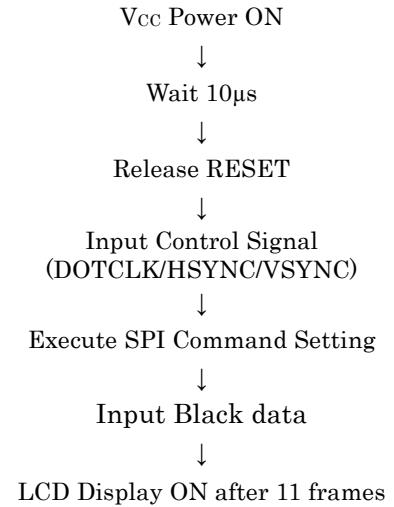 Vcc Power ON
↓
Wait 10μs
↓
Release RESET
↓
Input Control Signal
(DOTCLK/HSYNC/VSYNC)
↓
Execute SPI Command Setting
↓
Input Black data
↓
LCD Display ON after 11 frames